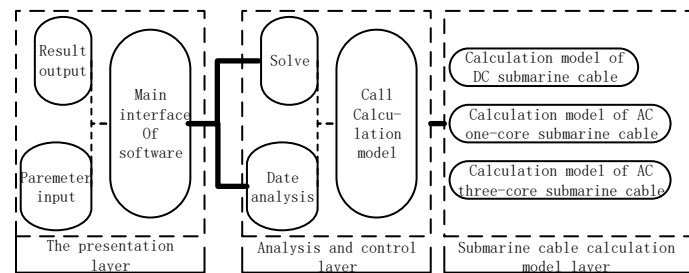 Result
output
Paremeter
input
Main
interface
Of
software
Solve
Date
analysis
Call
Calcu-
lation
model
Calculation model of
DC submarine cable
Calculation model of AC
one-core submarine cable
Calculation model of AC
three-core submarine cable
The presentation
layer
Analysis and control
layer
Submarine cable calculation
model layer